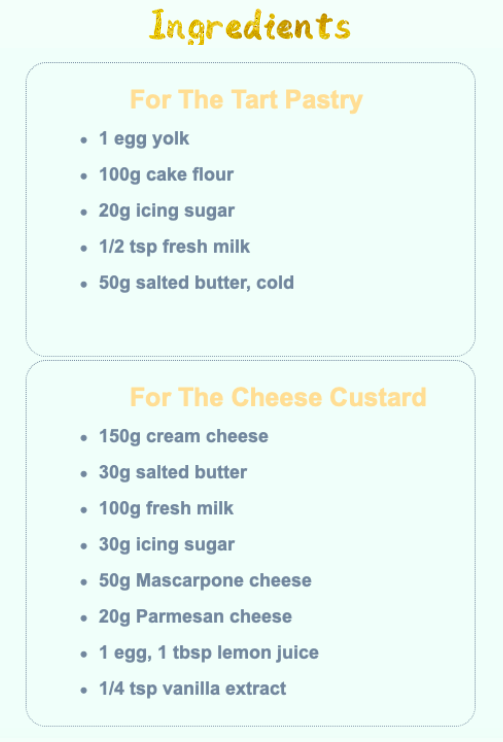 Ingredients
For The Tart Pastry
• 1 egg yolk
• 100g cake flour
• 20g icing sugar
• 1/2 tsp fresh milk
• 50g salted butter, cold
For The Cheese Custard
• 150g cream cheese
• 30g salted butter
• 100g fresh milk
• 30g icing sugar
• 50g Mascarpone cheese
• 20g Parmesan cheese
• 1 egg, 1 tbsp lemon juice
• 1/4 tsp vanilla extract